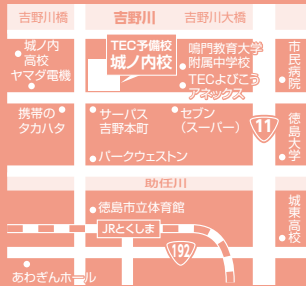 吉野川橋
吉野川
吉野川大橋
城ノ内
高校
ヤマダ電機
TEC予備校
城ノ内校
鳴門教育大学
附属中学校
TECよびこう
アネックス
市民病院
携帯の
タカハタ
サーパス
吉野本町
セブン
(スーパー)
11
徳島大学
パークウェストン
助任川
徳島市立体育館
城東高校
JRとくしま
192
あわぎんホール